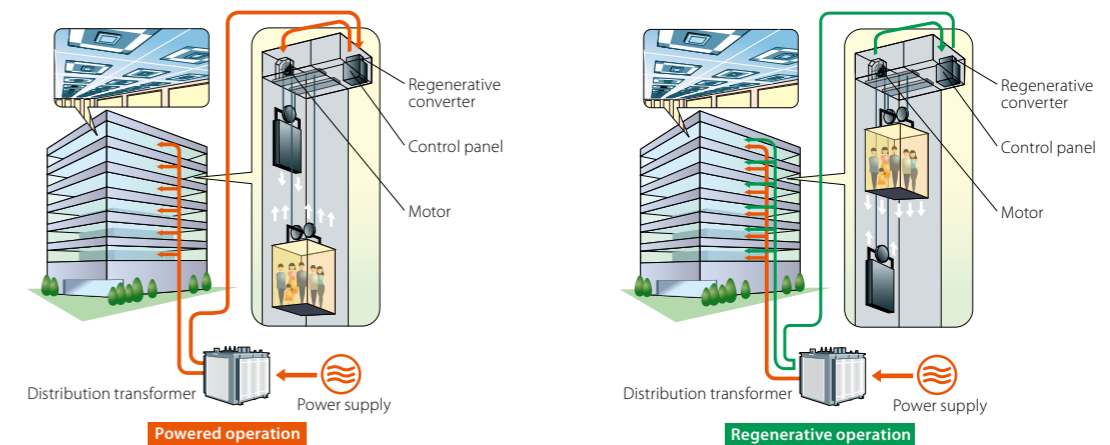 Regenerative
converter
Control panel
Motor
Distribution transformer
Power supply
Powered operation
Regenerative
converter
Control panel
Motor
Distribution transformer
Power supply
Regenerative operation